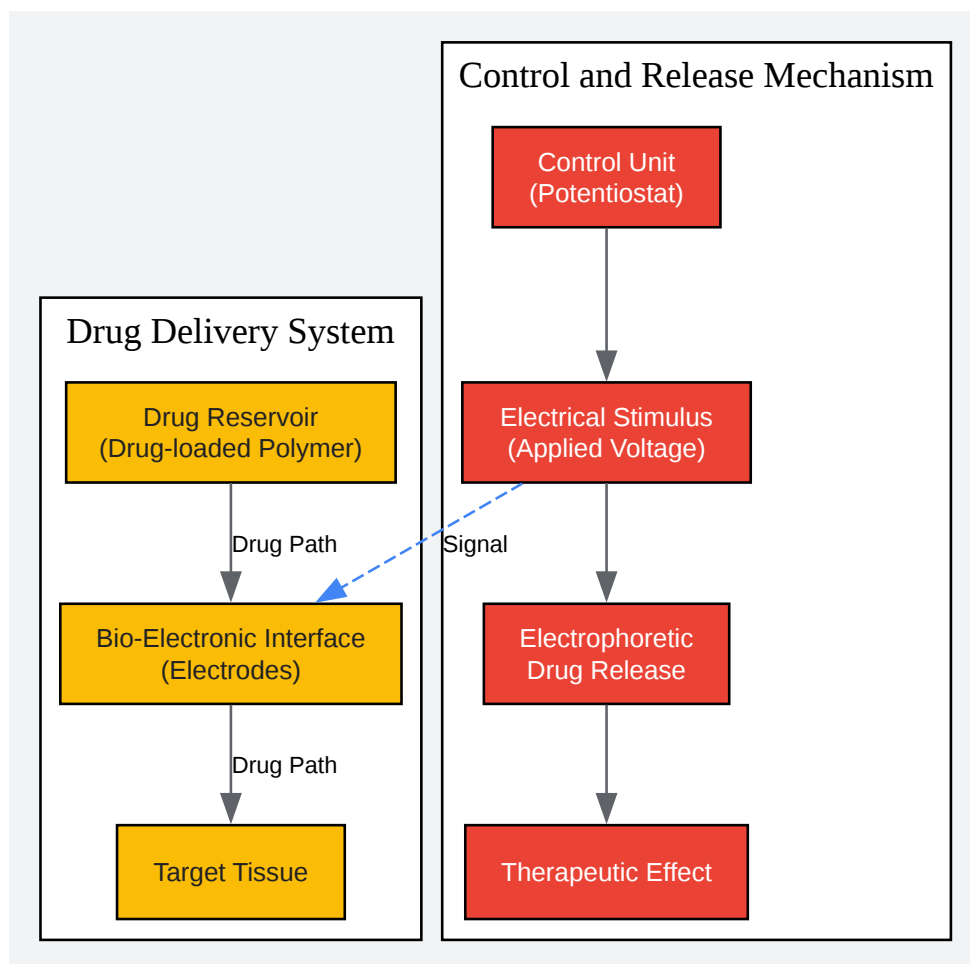 Control and Release Mechanism
Control Unit
(Potentiostat)
Drug Delivery System
Drug Reservoir
(Drug-loaded Polymer)
Electrical Stimulus
(Applied Voltage)
Drug Path
Signal
Bio-Electronic Interface
(Electrodes)
Electrophoretic
Drug Release
Drug Path
Target Tissue
Therapeutic Effect